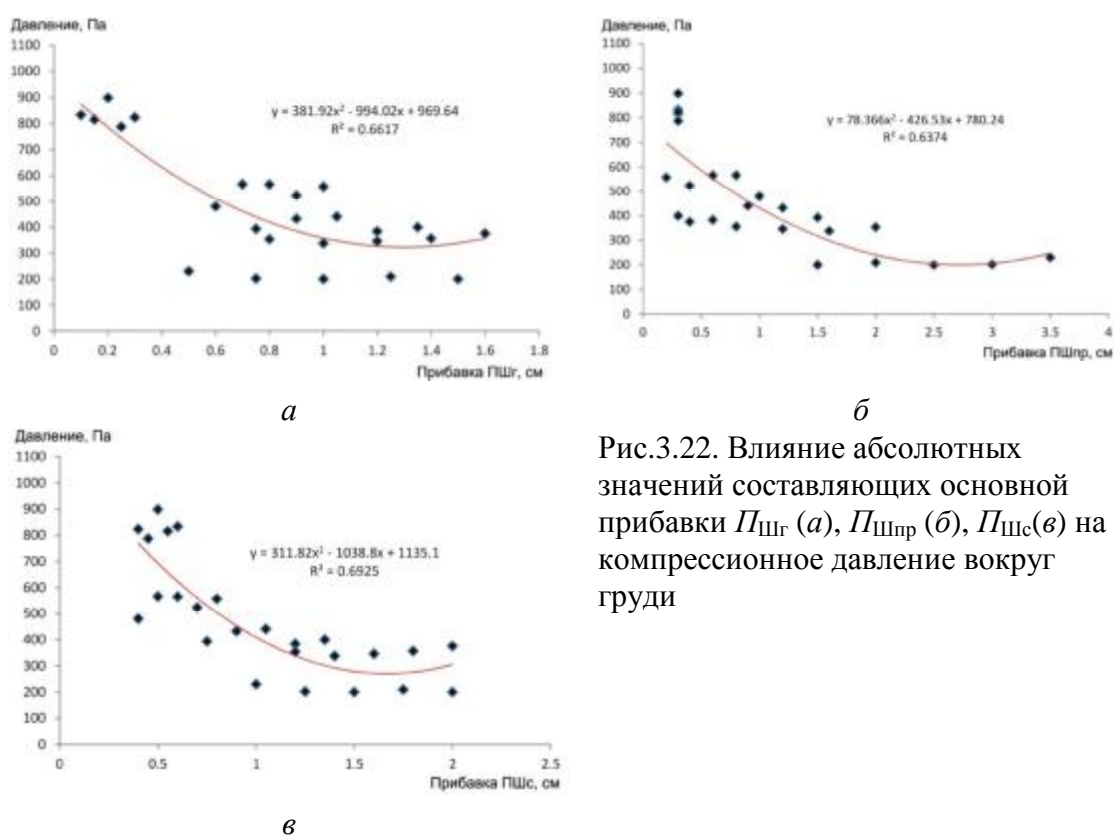 Давление, Па
1100
1000
900
800
700
600
500
400
300
200
100
0
0 0.2 0.4 0.6 0.8 1 1.2 1.4 1.6 1.8
y = 381.92x² - 994.02x + 969.64
R² = 0.6617
Прибавка ПШг, см
а
Давление, Па
1100
1000
900
800
700
600
500
400
300
200
100
0
0 0.5 1 1.5 2 2.5 3 3.5 4
y = 78.366x² - 426.53x + 780.24
R² = 0.6374
Прибавка ПШпр, см
б
Давление, Па
1100
1000
900
800
700
600
500
400
300
200
100
0
0 0.5 1 1.5 2 2.5
y = 311.82x² - 1038.8x + 1135.1
R² = 0.6925
Прибавка ПШс, см
в
Рис.3.22. Влияние абсолютных
значений составляющих основной
прибавки ПШг (а), ПШпр (б), ПШс(в) на
компрессионное давление вокруг
груди